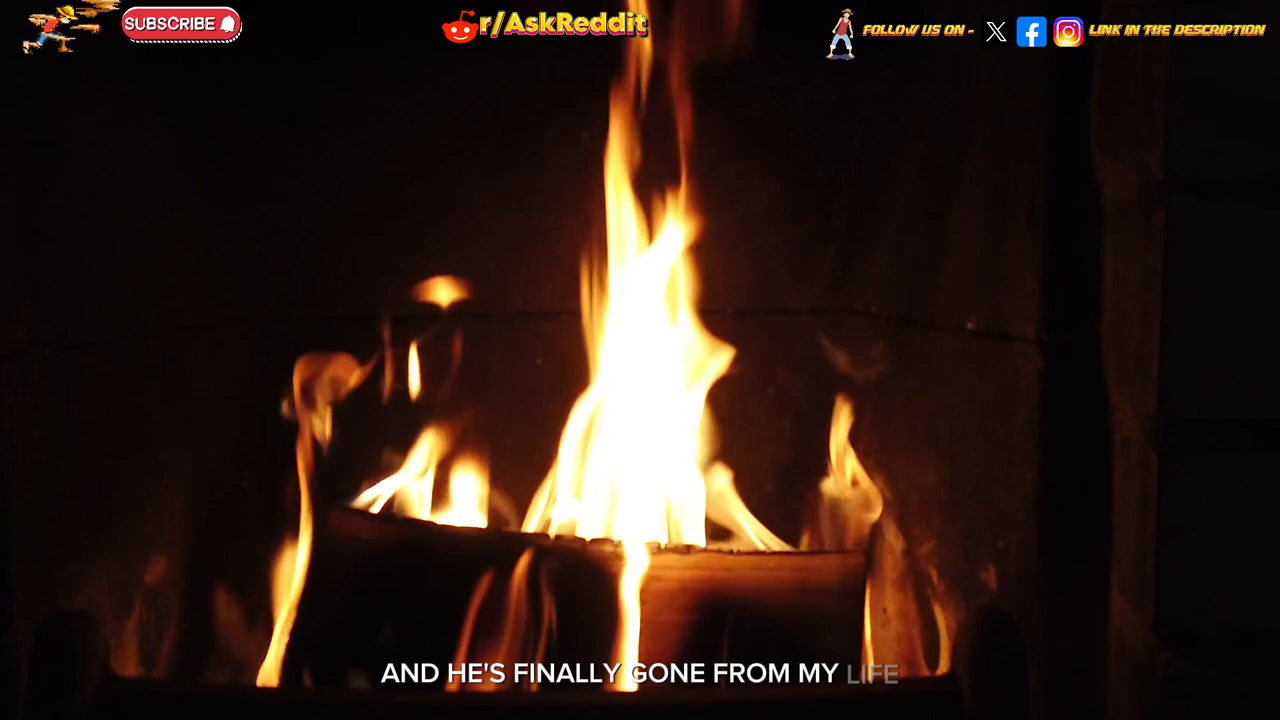 SUBSCRIBE
r/AskReddit
FOLLOW US ON -
LINK IN THE DESCRIPTION
AND HE'S FINALLY GONE FROM MY LIFE